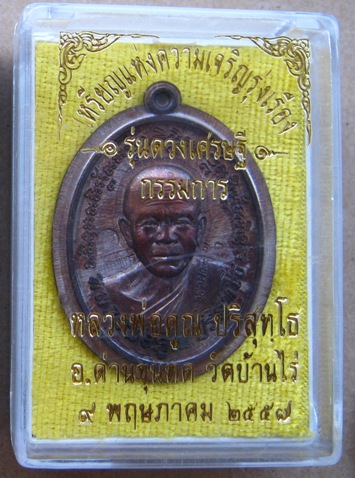 เหรียญแห่งความเจริญรุ่งเรือง
๑ รุ่นดวงเศรษฐี ๑
กรรมการ
หลวงพ่อคูณ ปริสุทฺโธ
อ.ด่านขุนทด วัดบ้านไร่
๙ พฤษภาคม ๒๕๕๗